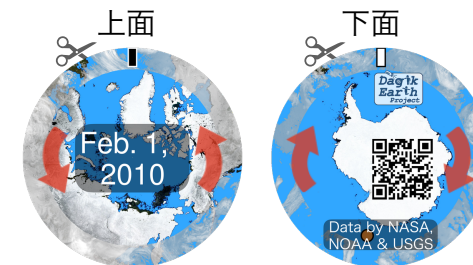 上面
下面
Feb. 1,
2010
Dagik
Earth
Project
Data by NASA,
NOAA & USGS